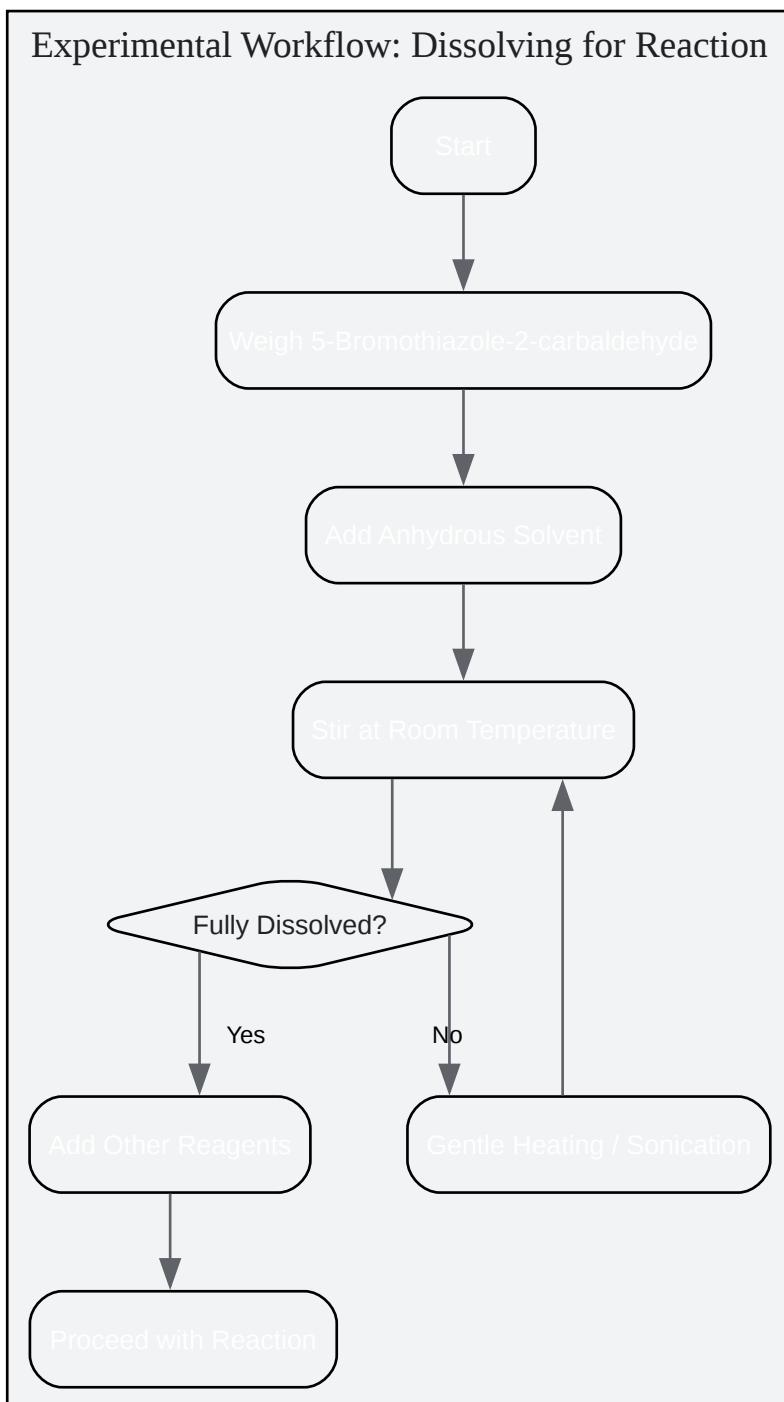 Experimental Workflow: Dissolving for Reaction
Start
Weigh 5-Bromothiazole-2-carbaldehyde
Add Anhydrous Solvent
Stir at Room Temperature
Fully Dissolved?
Yes
No
Add Other Reagents
Gentle Heating / Sonication
Proceed with Reaction